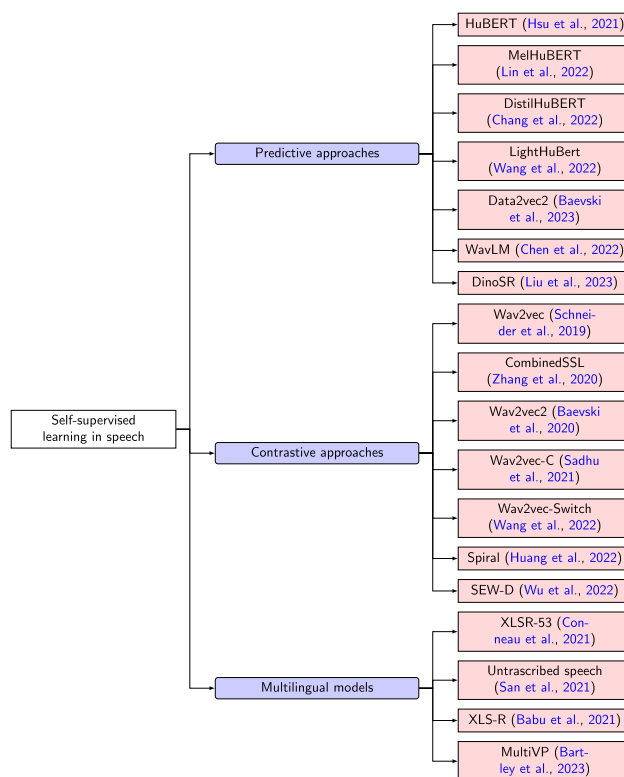 Self-supervised
learning in speech
Predictive approaches
HuBERT (Hsu et al., 2021)
MelHuBERT
(Lin et al., 2022)
DistilHuBERT
(Chang et al., 2022)
LightHuBert
(Wang et al., 2022)
Data2vec2 (Baevski
et al., 2023)
WavLM (Chen et al., 2022)
DinoSR (Liu et al., 2023)
Contrastive approaches
Wav2vec (Schnei-
der et al., 2019)
CombinedSSL
(Zhang et al., 2020)
Wav2vec2 (Baevski
et al., 2020)
Wav2vec-C (Sadhu
et al., 2021)
Wav2vec-Switch
(Wang et al., 2022)
Spiral (Huang et al., 2022)
SEW-D (Wu et al., 2022)
Multilingual models
XLSR-53 (Con-
neau et al., 2021)
Untrascribed speech
(San et al., 2021)
XLS-R (Babu et al., 2021)
MultiVP (Bart-
ley et al., 2023)